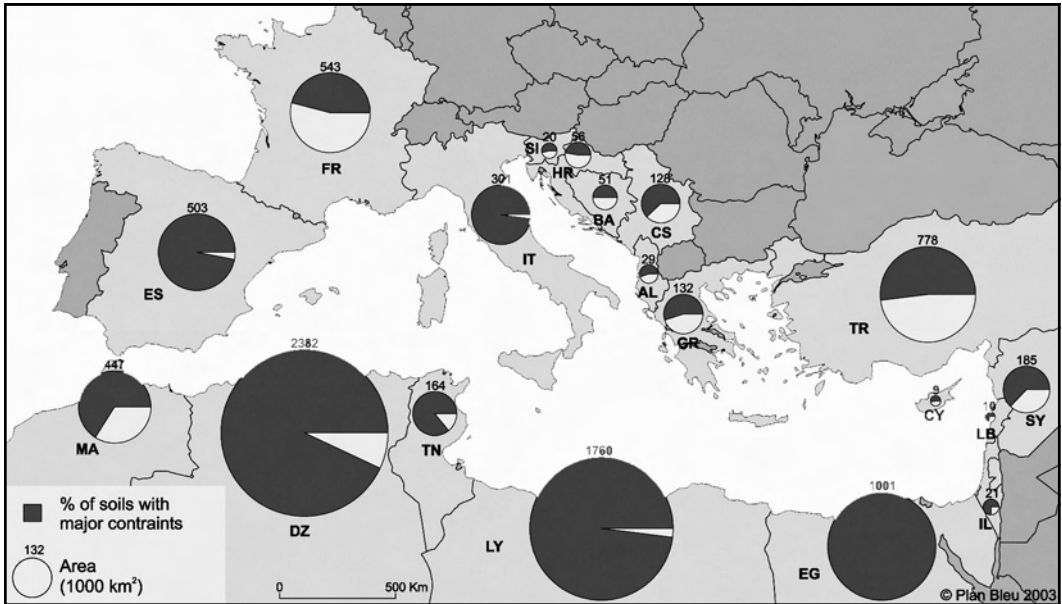 543
FR
20
SI
56
HR
503
ES
301
IT
51
BA
128
CS
29
AL
132
GR
778
TR
447
MA
2382
DZ
164
TN
1760
LY
1001
EG
9
CY
10
LB
185
SY
21
IL
% of soils with
major contraints
132
Area
(1000 km²)
0
500 Km
© Plan Bleu 2003